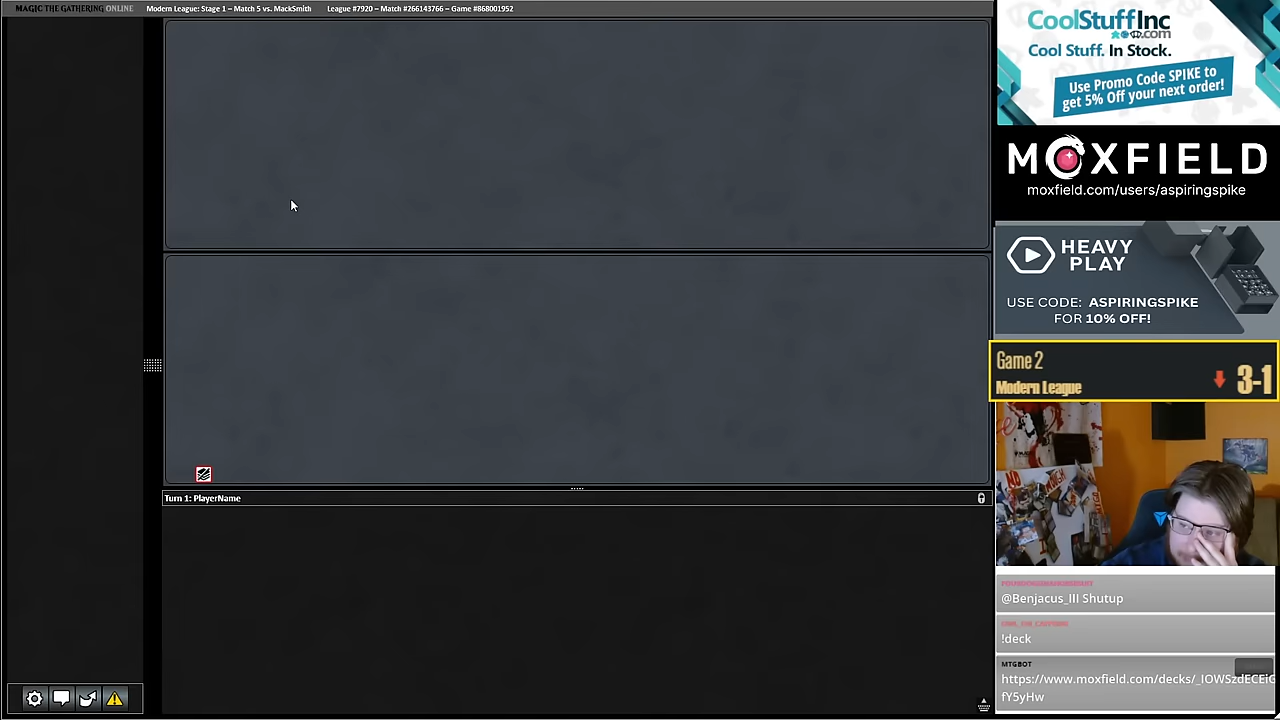 MAGIC THE GATHERING ONLINE Modern League: Stage 1 – Match 5 vs. MackSmith League #7920 – Match #266143766 – Game #868001952
CoolStuffInc
.com
Cool Stuff. In Stock.
Use Promo Code SPIKE to
get 5% Off your next order!
MOXFIELD
moxfield.com/users/aspiringspike
HEAVY
PLAY
USE CODE: ASPIRINGSPIKE
FOR 10% OFF!
Game 2
Modern League 3-1
Turn 1: PlayerName
@Benjacus_III Shutup
!deck
MTGBOT
https://www.moxfield.com/decks/_IOWSzdECEiG
fY5yHw